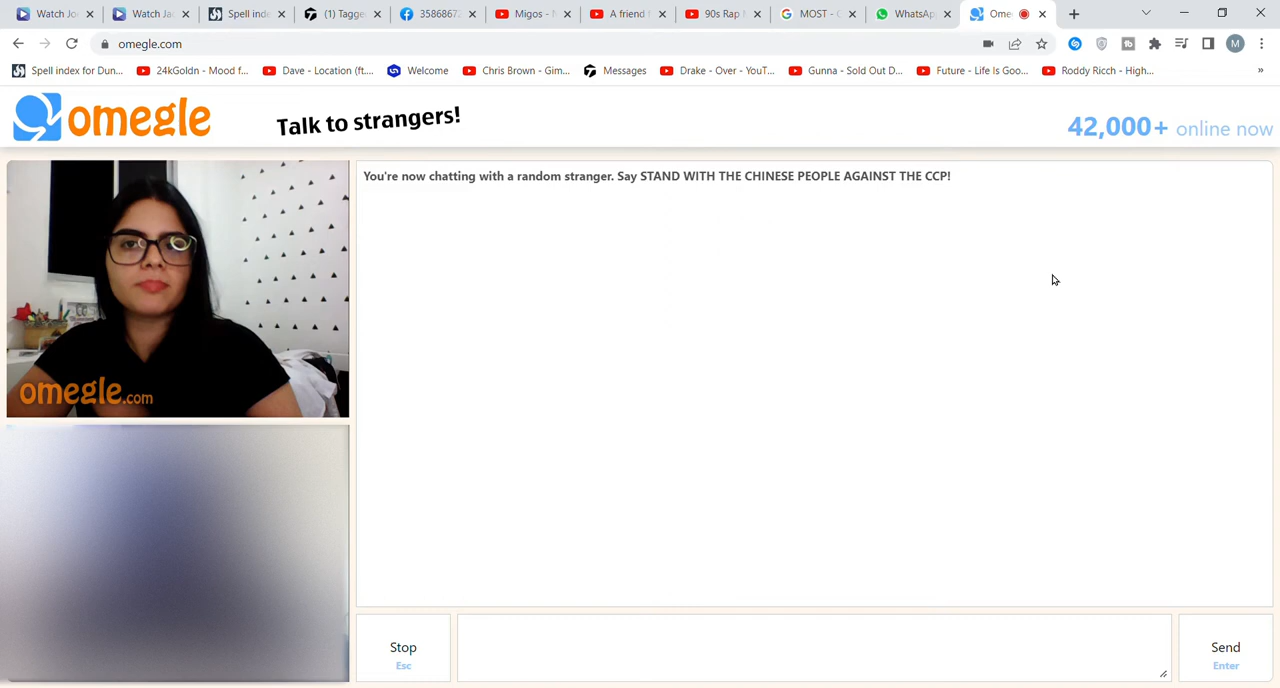 Watch Jo
Watch Ja
Spell inde
(1) Tagge
3586867
Migos -
A friend
90s Rap
MOST -
WhatsAp
Ome
omegle.com
M
Spell index for Dun...
24kGoldn - Mood f...
Dave - Location (ft....
Welcome
Chris Brown - Gim...
Messages
Drake - Over - YouT...
Gunna - Sold Out D...
Future - Life Is Goo...
Roddy Ricch - High...
»
omegle
Talk to strangers!
42,000+ online now
You're now chatting with a random stranger. Say STAND WITH THE CHINESE PEOPLE AGAINST THE CCP!
omegle.com
Stop
Esc
Send
Enter